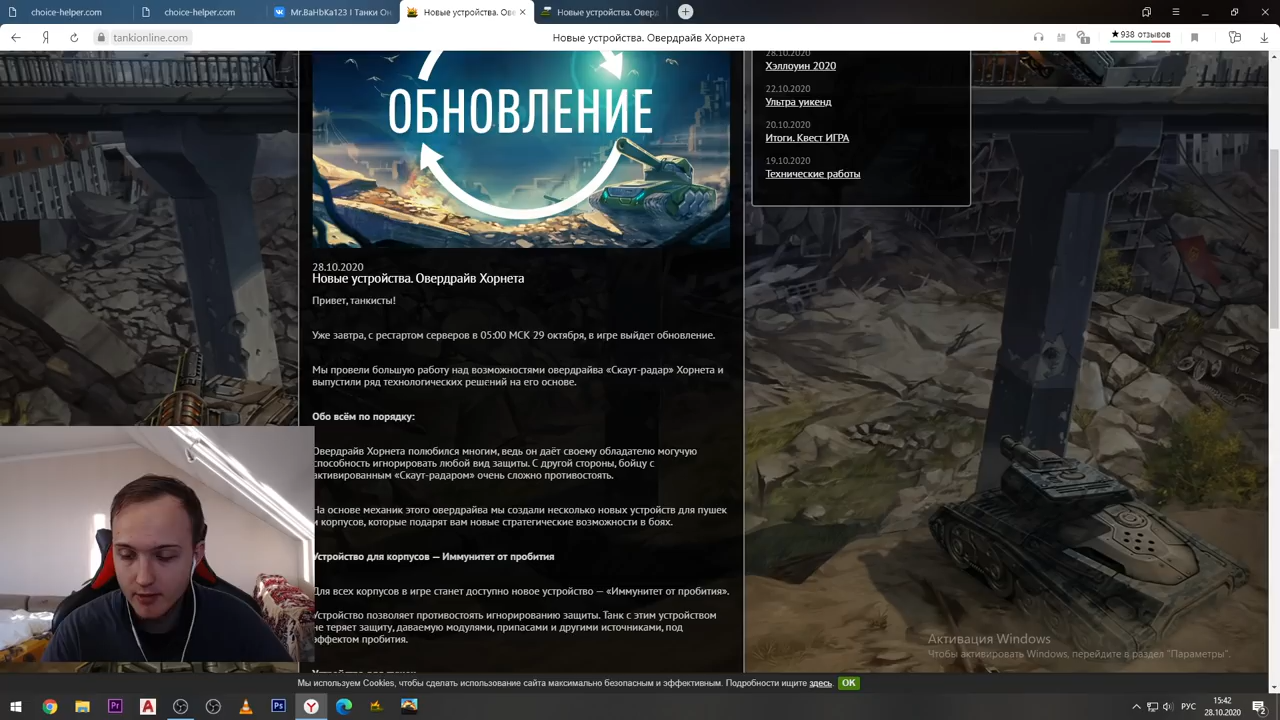 choice-helper.com
choice-helper.com
Mr.BahbKa123 I Танки Он
Новые устройства. Ове
Новые устройства. Оверд
tankionline.com
Новые устройства. Овердрайв Хорнета
★938 отзывов
28.10.2020
Хэллоуин 2020
22.10.2020
Ультра уикенд
20.10.2020
Итоги. Квест ИГРА
19.10.2020
Технические работы
ОБНОВЛЕНИЕ
28.10.2020
Новые устройства. Овердрайв Хорнета
Привет, танкисты!
Уже завтра, с рестартом серверов в 05:00 МСК 29 октября, в игре выйдет обновление.
Мы провели большую работу над возможностями овердрайва «Скаут-радар» Хорнета и
выпустили ряд технологических решений на его основе.
Обо всём по порядку:
Овердрайв Хорнета полюбился многим, ведь он даёт своему обладателю могучую
способность игнорировать любой вид защиты. С другой стороны, бойцу с
активированным «Скаут-радаром» очень сложно противостоять.
На основе механик этого овердрайва мы создали несколько новых устройств для пушек
и корпусов, которые подарят вам новые стратегические возможности в боях.
Устройство для корпусов — Иммунитет от пробития
Для всех корпусов в игре станет доступно новое устройство — «Иммунитет от пробития».
Устройство позволяет противостоять игнорированию защиты. Танк с этим устройством
не теряет защиту, даваемую модулями, припасами и другими источниками, под
эффектом пробития.
Активация Windows
Чтобы активировать Windows, перейдите в раздел "Параметры".
Мы используем Cookies, чтобы сделать использование сайта максимально безопасным и эффективным. Подробности ищите здесь OK
РУС
15:42
28.10.2020